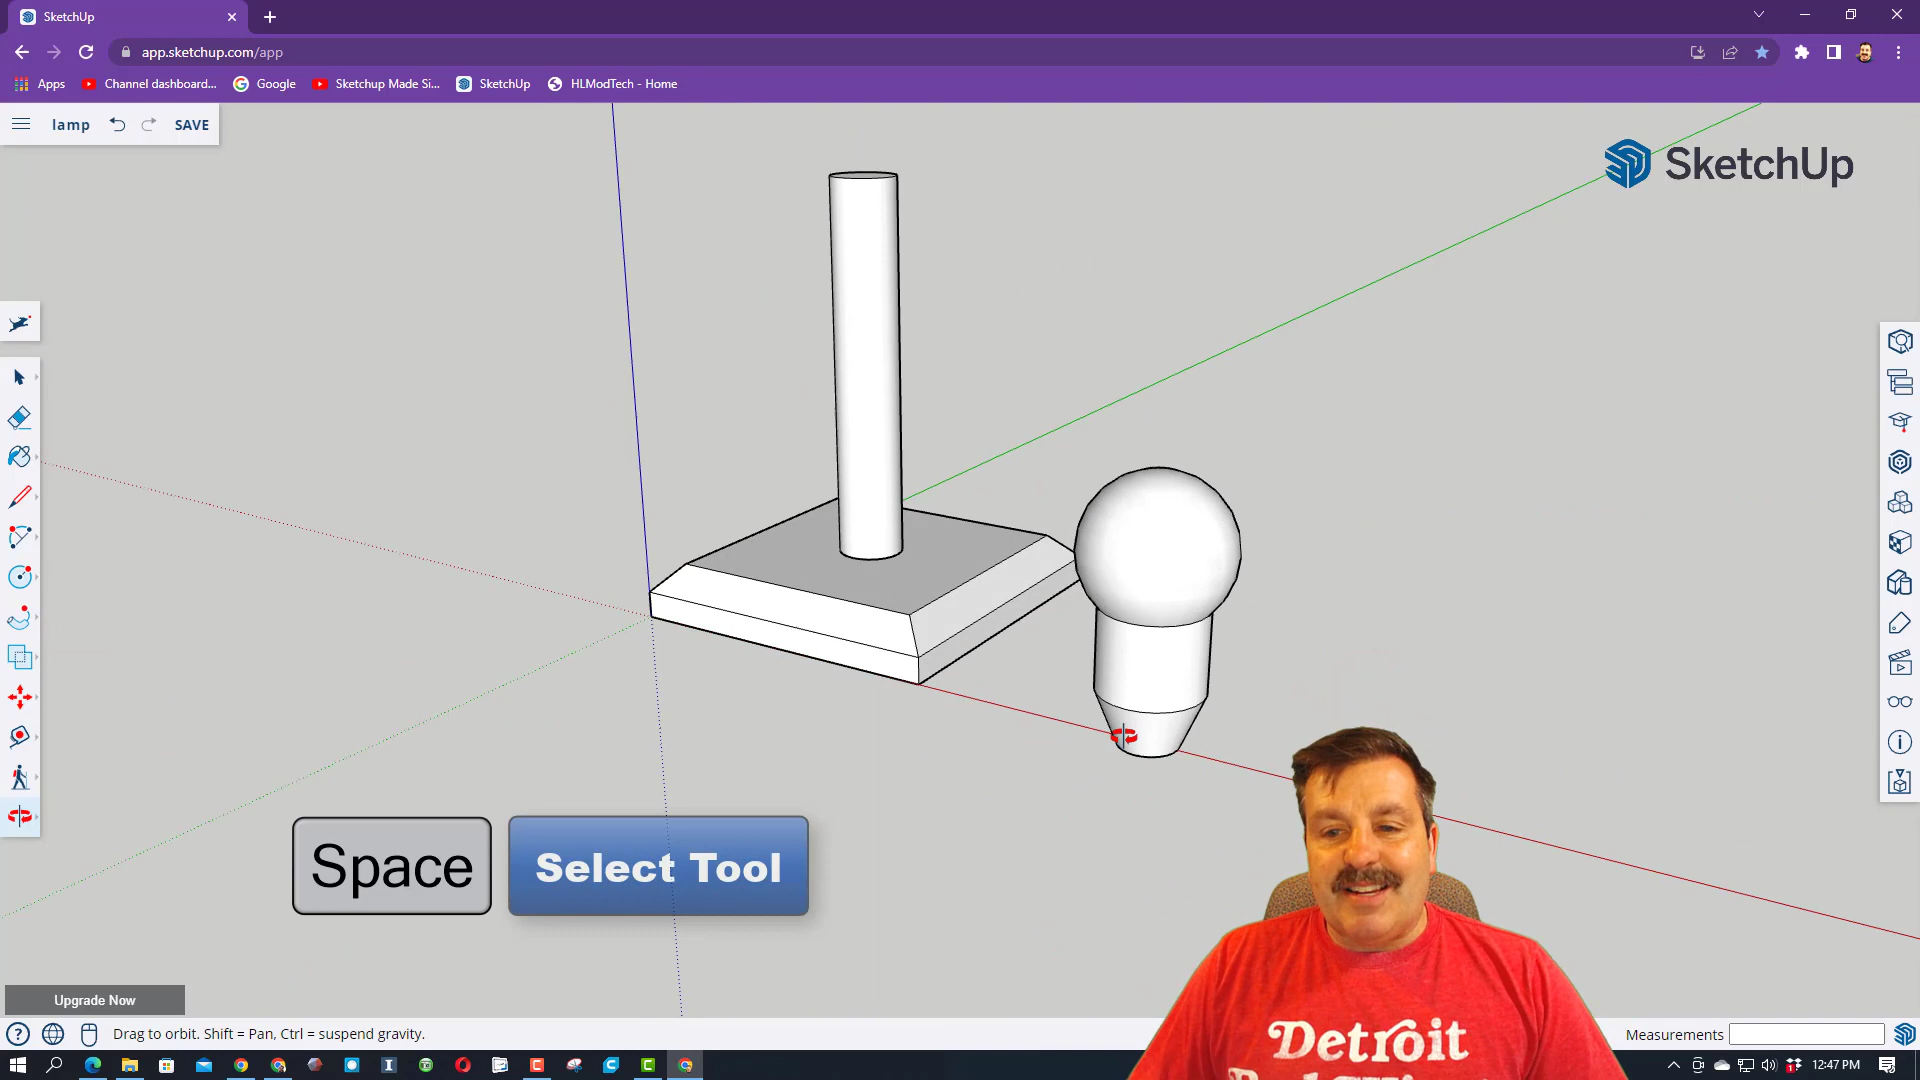 SketchUp
app.sketchup.com/app
Apps
Channel dashboard...
Google
Sketchup Made Si...
SketchUp
HLModTech - Home
lamp
SAVE
SketchUp
Space
Select Tool
Upgrade Now
Drag to orbit. Shift = Pan, Ctrl = suspend gravity.
Measurements
Detroit
12:47 PM